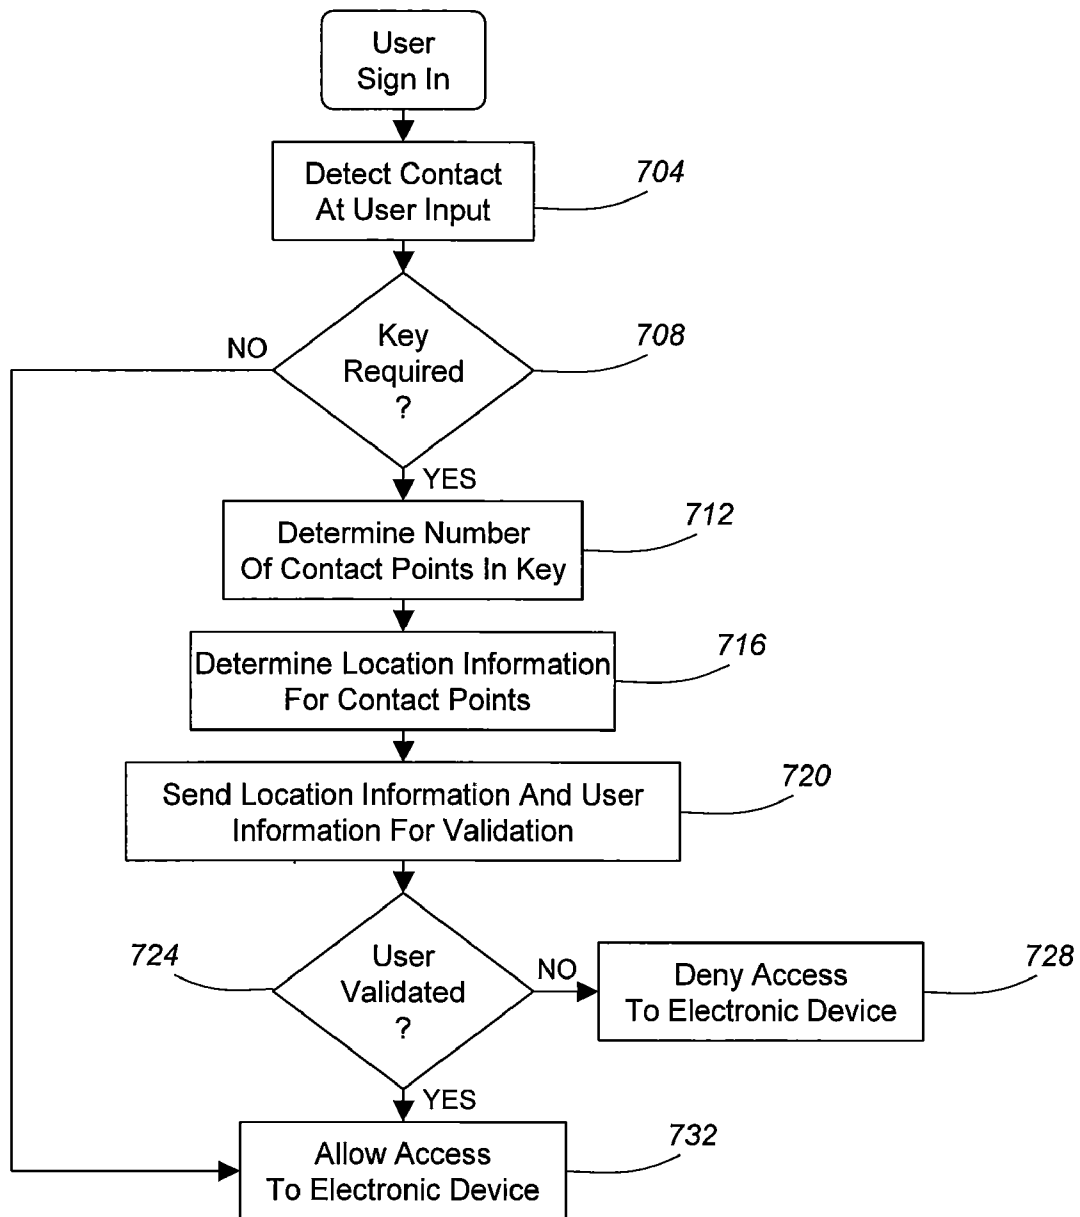 User
Sign In
Detect Contact
At User Input
704
Key
Required
?
708
NO
YES
Determine Number
Of Contact Points In Key
712
Determine Location Information
For Contact Points
716
Send Location Information And User
Information For Validation
720
User
Validated
?
724
NO
Deny Access
To Electronic Device
728
YES
Allow Access
To Electronic Device
732